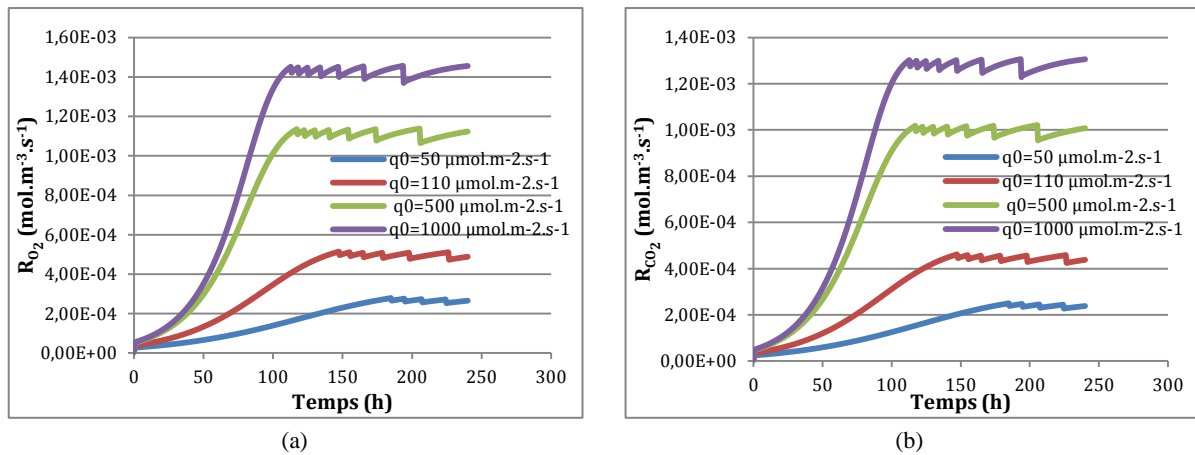 1,60E-03
1,40E-03
1,20E-03
1,00E-03
8,00E-04
6,00E-04
4,00E-04
2,00E-04
0,00E+00
R_O2 (mol.m-3.s-1)
q0=50 µmol.m-2.s-1
q0=110 µmol.m-2.s-1
q0=500 µmol.m-2.s-1
q0=1000 µmol.m-2.s-1
0 50 100 150 200 250 300
Temps (h)
(a)
1,40E-03
1,20E-03
1,00E-03
8,00E-04
6,00E-04
4,00E-04
2,00E-04
0,00E+00
R_CO2 (mol.m-3.s-1)
q0=50 µmol.m-2.s-1
q0=110 µmol.m-2.s-1
q0=500 µmol.m-2.s-1
q0=1000 µmol.m-2.s-1
0 50 100 150 200 250 300
Temps (h)
(b)